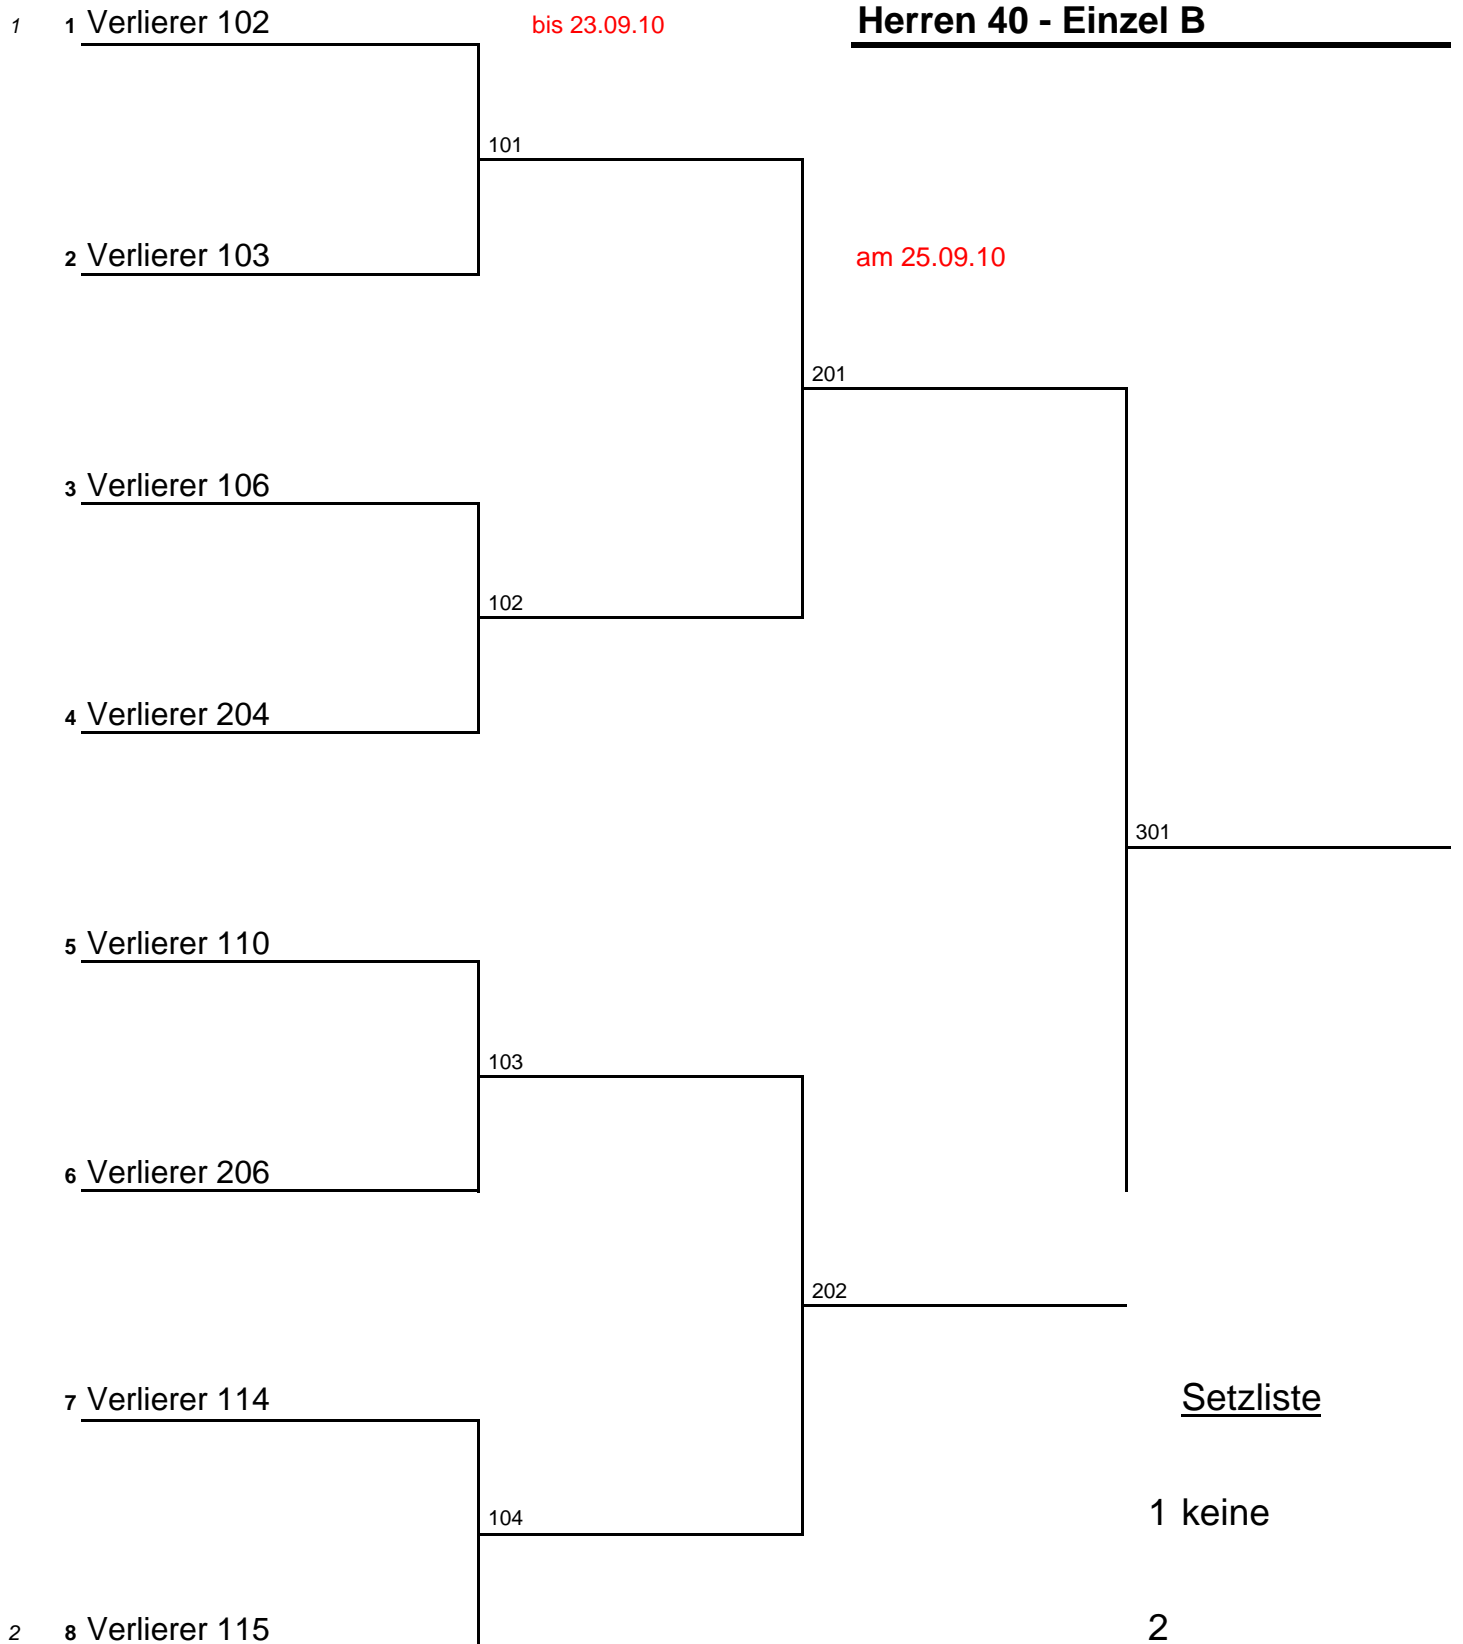 1 1 Verlierer 102 bis 23.09.10 Herren 40 - Einzel B
101
2 Verlierer 103 am 25.09.10
201
3 Verlierer 106
102
4 Verlierer 204
301
5 Verlierer 110
103
6 Verlierer 206
202
7 Verlierer 114 Setzliste
104 1 keine
2 8 Verlierer 115 2